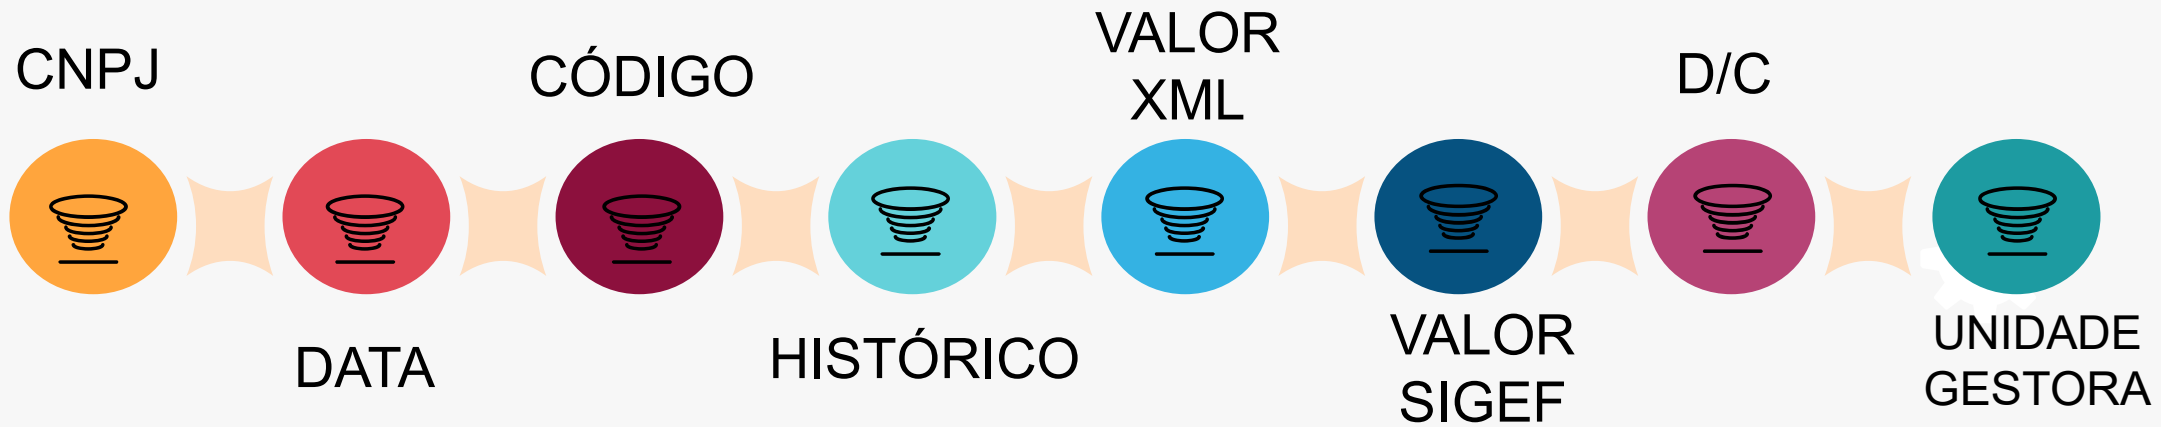 CNPJ
DATA
CÓDIGO
HISTÓRICO
VALOR
XML
VALOR
SIGEF
D/C
UNIDADE
GESTORA